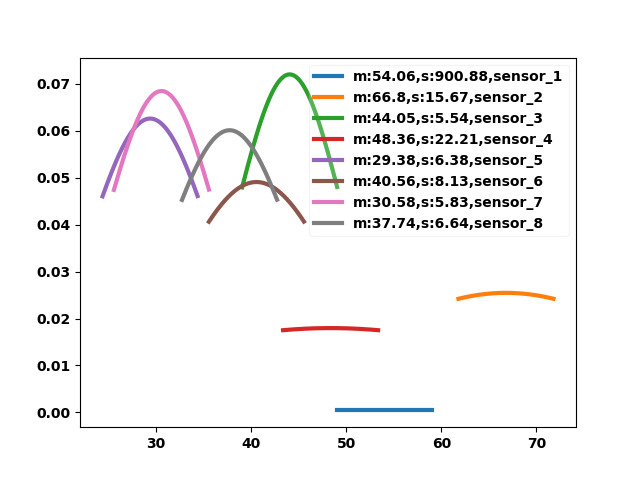 0.07
0.06
0.05
0.04
0.03
0.02
0.01
0.00
30 40 50 60 70
m:54.06,s:900.88,sensor_1
m:66.8,s:15.67,sensor_2
m:44.05,s:5.54,sensor_3
m:48.36,s:22.21,sensor_4
m:29.38,s:6.38,sensor_5
m:40.56,s:8.13,sensor_6
m:30.58,s:5.83,sensor_7
m:37.74,s:6.64,sensor_8